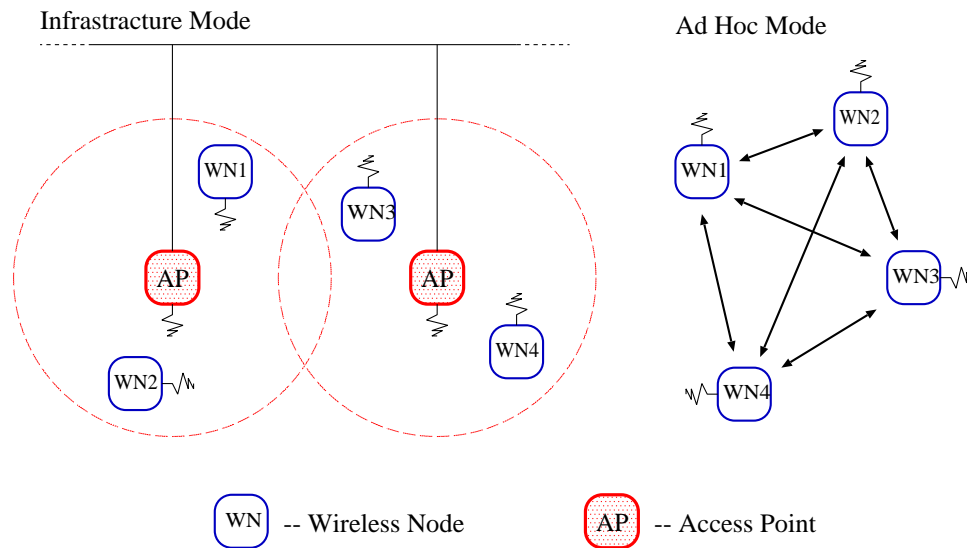 Infrastracture Mode
Ad Hoc Mode
WN1
WN3
AP
AP
WN4
WN2
WN2
WN1
WN3
WN4
WN -- Wireless Node
AP -- Access Point